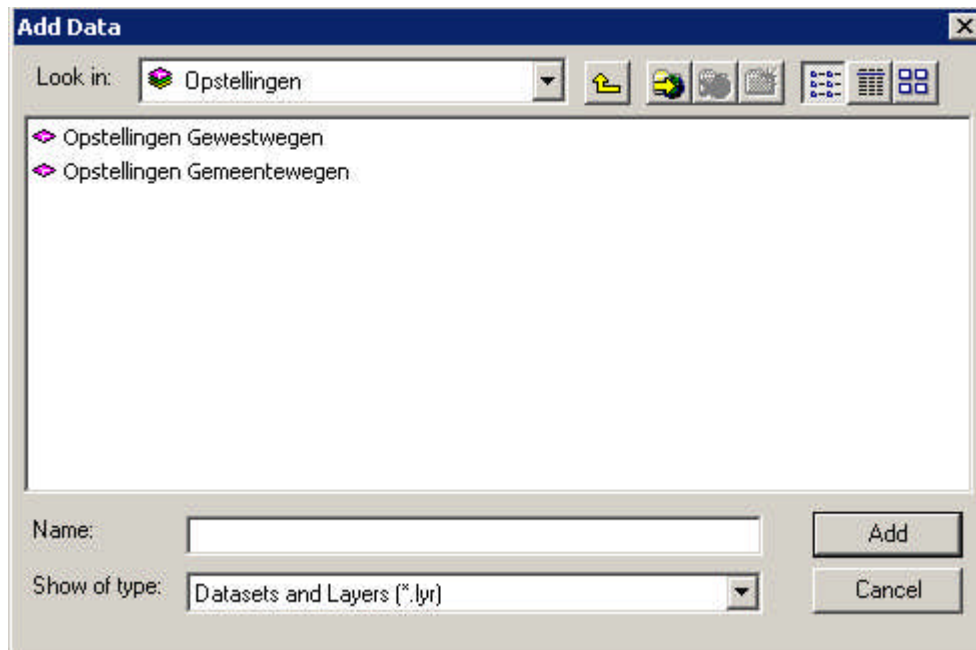 Add Data
Look in: Opstellingen
Opstellingen Gewestwegen
Opstellingen Gemeentewegen
Name: Add
Show of type: Datasets and Layers (*.lyr) Cancel